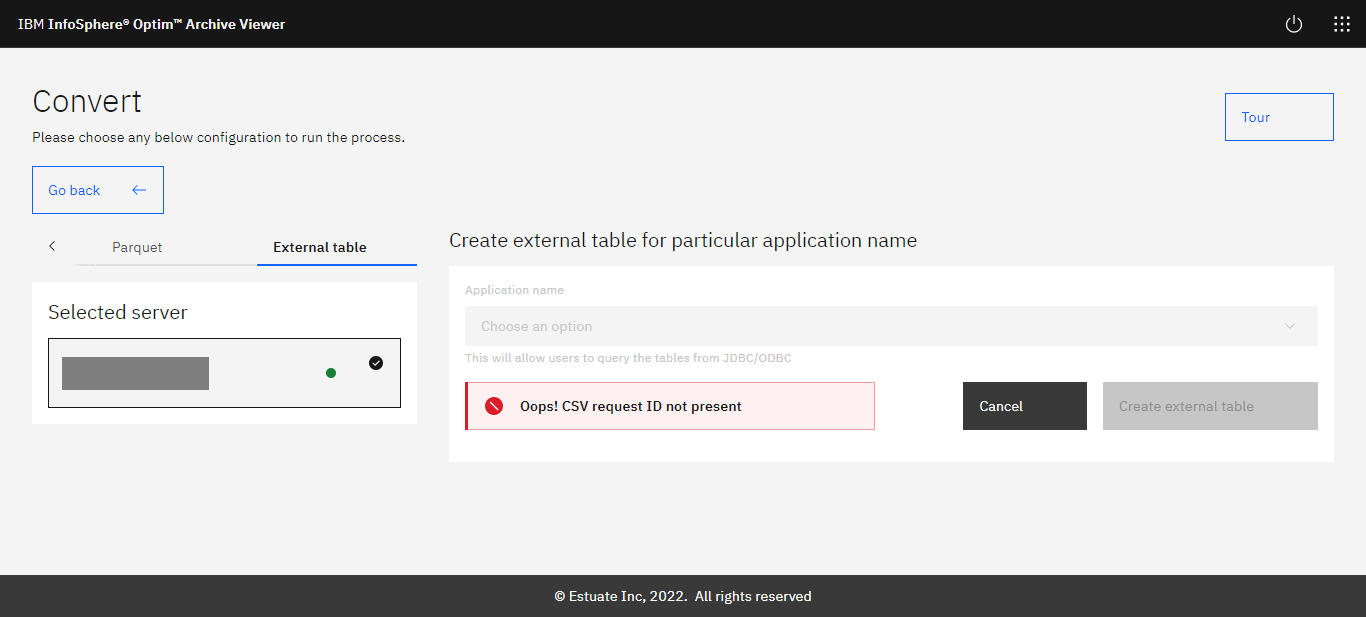 IBM InfoSphere® Optim™ Archive Viewer
Convert
Please choose any below configuration to run the process.
Tour
Go back
Parquet
External table
Selected server
Create external table for particular application name
Application name
Choose an option
This will allow users to query the tables from JDBC/ODBC
Oops! CSV request ID not present
Cancel
Create external table
© Estuate Inc, 2022. All rights reserved